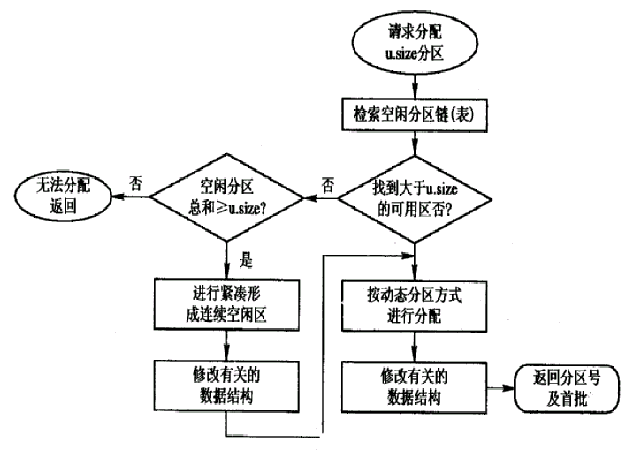 请求分配
u.size分区
检索空闲分区链(表)
找到大于u.size
的可用区否?
否
空闲分区
总和≥u.size?
否
无法分配
返回
是
进行紧凑形
成连续空闲区
修改有关的
数据结构
按动态分区方式
进行分配
修改有关的
数据结构
返回分区号
及首批